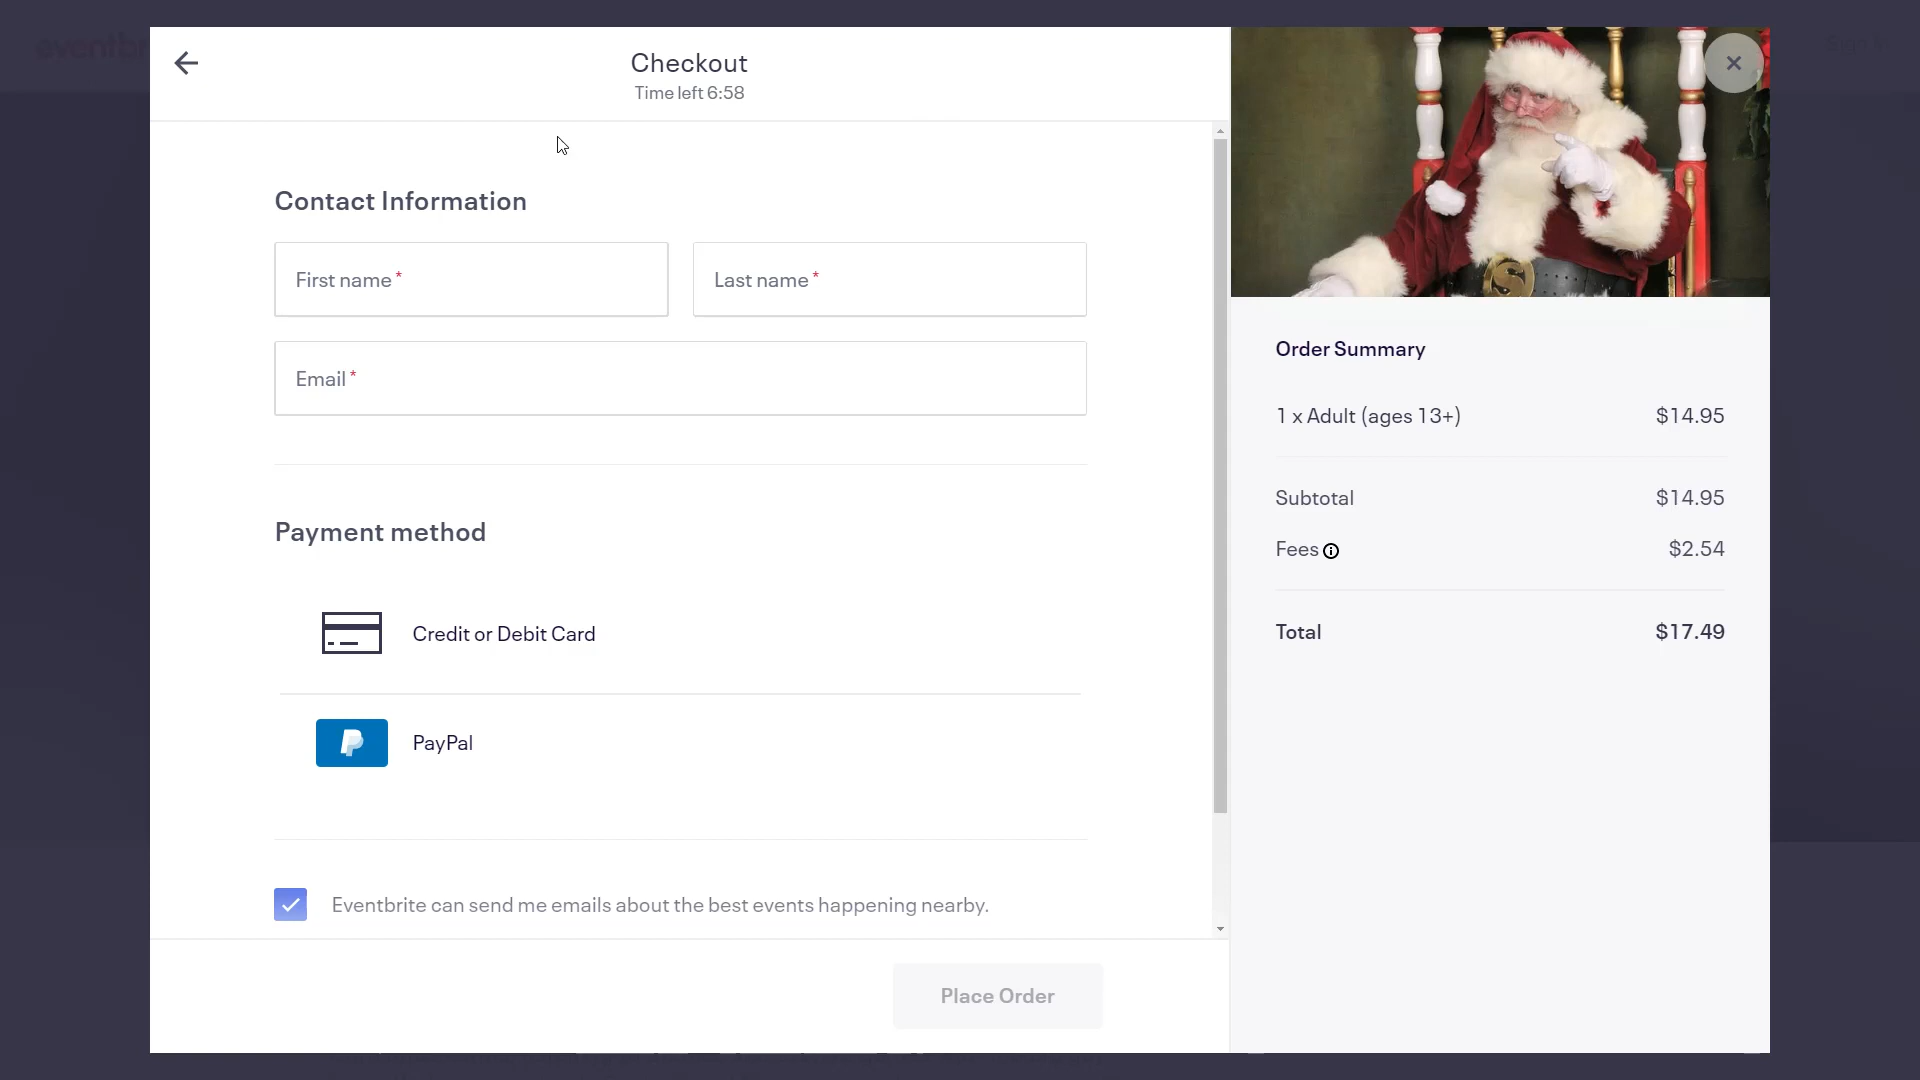 Checkout
Time left 6:58
Contact Information
First name *
Last name *
Email *
Payment method
Credit or Debit Card
PayPal
Eventbrite can send me emails about the best events happening nearby.
Place Order
Order Summary
1 x Adult (ages 13+) $14.95
Subtotal $14.95
Fees $2.54
Total $17.49